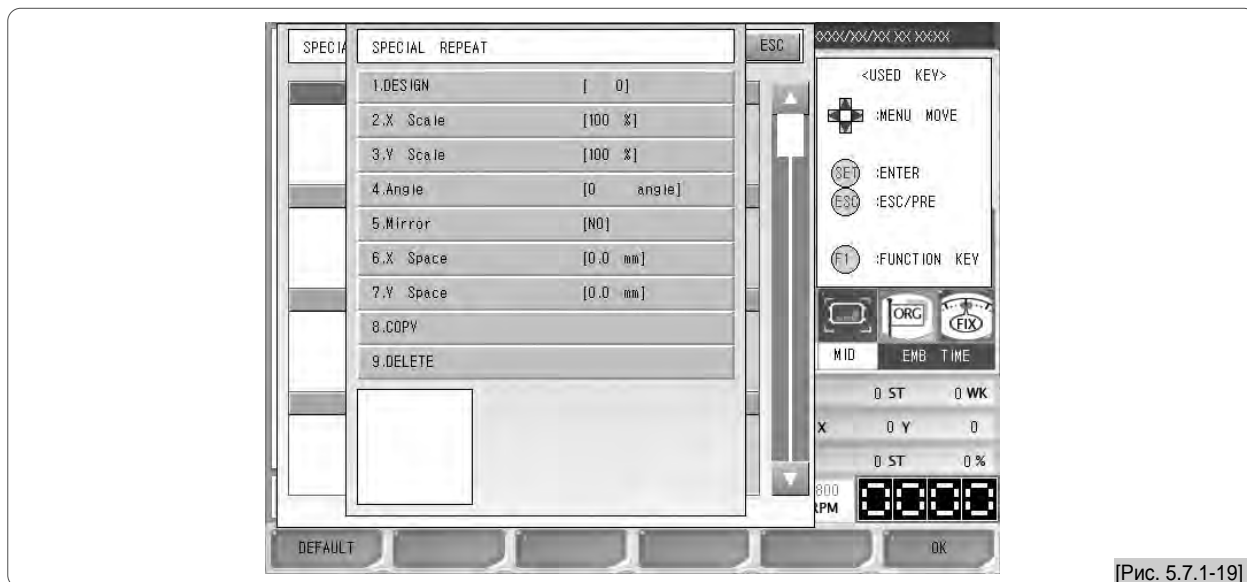 SPECIA
SPECIAL REPEAT
ESC
1.DESIGN [ 0]
2.X Scale [100 %]
3.Y Scale [100 %]
4.Angle [0 angle]
5.Mirror [NO]
6.X Space [0.0 mm]
7.Y Space [0.0 mm]
8.COPY
9.DELETE
XXXX/XX/XX XX XX:XX
<USED KEY>
:MENU MOVE
SET :ENTER
ESC :ESC/PRE
F1 :FUNCTION KEY
ORG FIX
MID EMB TIME
0 ST 0 WK
X 0 Y 0
0 ST 0 %
800
RPM 0000
DEFAULT OK
[Рис. 5.7.1-19]